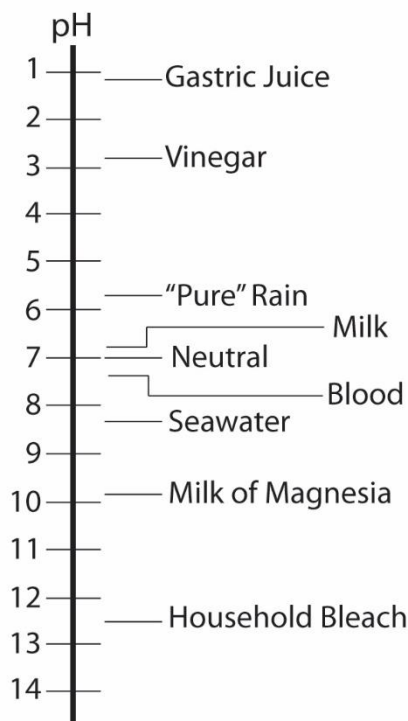 pH
1
Gastric Juice
2
Vinegar
3
4
5
"Pure" Rain
6
Milk
7
Neutral
Blood
8
Seawater
9
Milk of Magnesia
10
11
12
Household Bleach
13
14